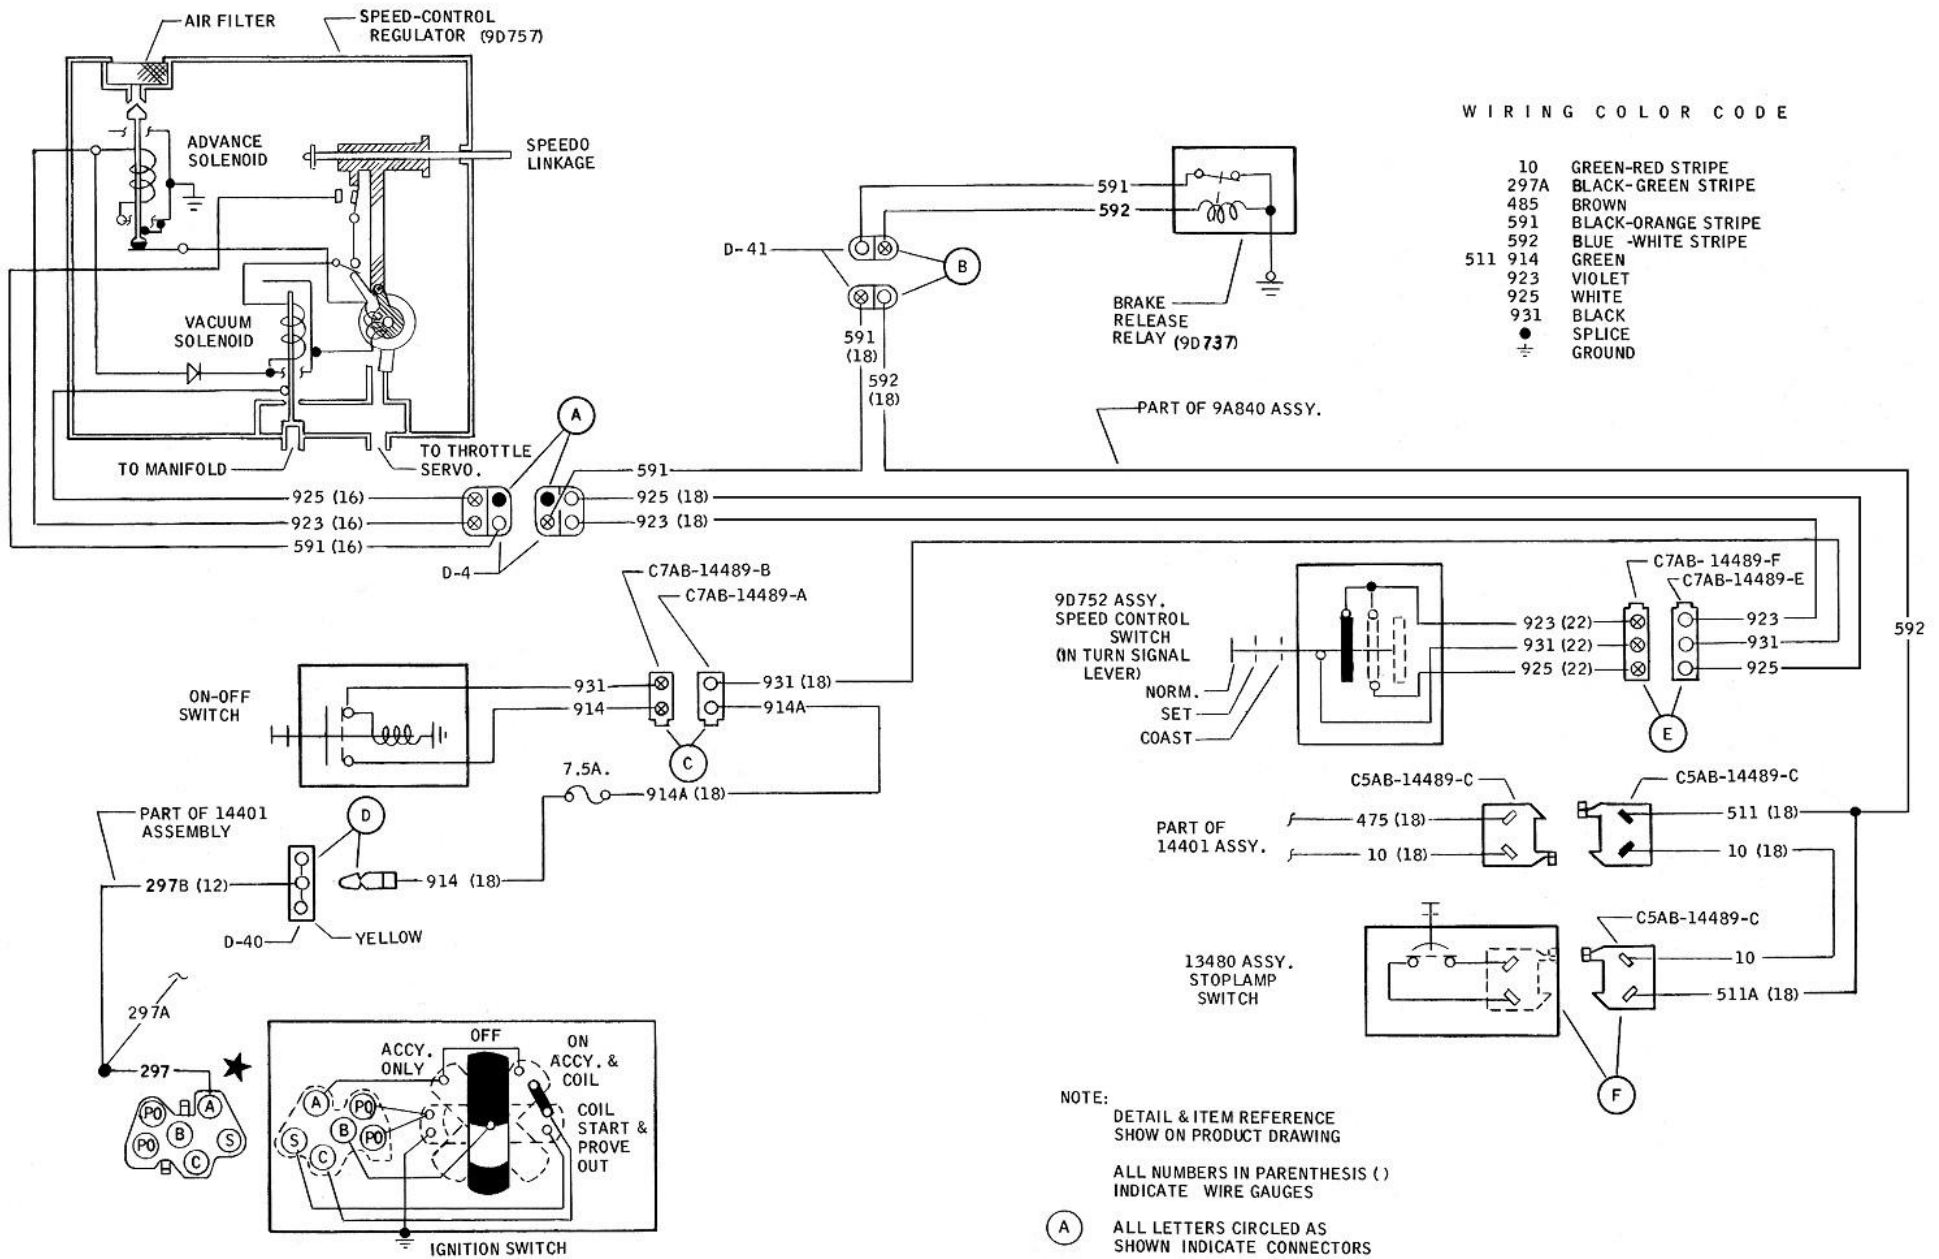 AIR FILTER
SPEED-CONTROL
REGULATOR (9D757)
ADVANCE
SOLENOID
SPEEDO
LINKAGE
VACUUM
SOLENOID
TO MANIFOLD
TO THROTTLE
SERVO.
A
925 (16)
923 (16)
591 (16)
D-4
591
925 (18)
923 (18)
591
592
D-41
B
591
(18)
592
(18)
BRAKE
RELEASE
RELAY (9D737)
PART OF 9A840 ASSY.
WIRING COLOR CODE
10 GREEN-RED STRIPE
297A BLACK-GREEN STRIPE
485 BROWN
591 BLACK-ORANGE STRIPE
592 BLUE -WHITE STRIPE
511 914 GREEN
923 VIOLET
925 WHITE
931 BLACK
SPLICE
GROUND
C7AB-14489-B
C7AB-14489-A
ON-OFF
SWITCH
931
914
931 (18)
914A
C
7.5A.
914A (18)
9D752 ASSY.
SPEED CONTROL
SWITCH
(IN TURN SIGNAL
LEVER)
NORM.
SET
COAST
C7AB- 14489-F
C7AB-14489-E
923 (22)
931 (22)
925 (22)
923
931
925
592
E
PART OF 14401
ASSEMBLY
D
297B (12)
914 (18)
D-40
YELLOW
297A
297
PO
A
PO
B
S
C
C5AB-14489-C
C5AB-14489-C
PART OF
14401 ASSY.
475 (18)
10 (18)
511 (18)
10 (18)
C5AB-14489-C
13480 ASSY.
STOPLAMP
SWITCH
10
511A (18)
F
OFF
ACCY.
ONLY
ON
ACCY. &
COIL
COIL
START &
PROVE
OUT
A
PO
B
PO
S
C
IGNITION SWITCH
NOTE:
DETAIL & ITEM REFERENCE
SHOW ON PRODUCT DRAWING
ALL NUMBERS IN PARENTHESIS ( )
INDICATE WIRE GAUGES
A ALL LETTERS CIRCLED AS
SHOWN INDICATE CONNECTORS